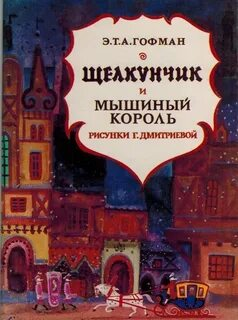 Э.Т.А.ГОФМАН
ЩЕЛКУНЧИК
И
МЫШИНЫЙ
КОРОЛЬ
РИСУНКИ Г. ДМИТРИЕВОЙ